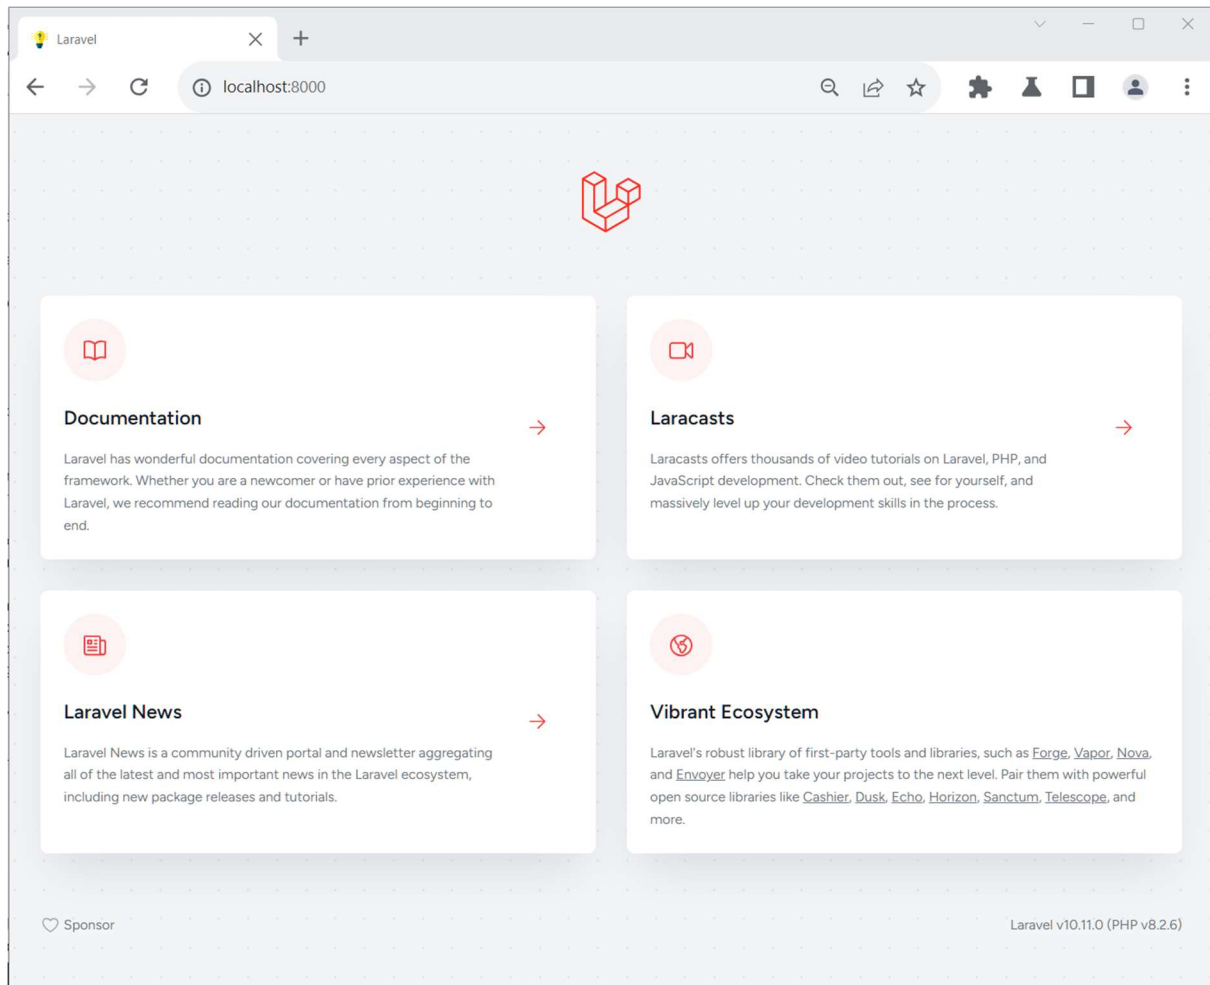 Laravel
localhost:8000
Documentation
Laravel has wonderful documentation covering every aspect of the
framework. Whether you are a newcomer or have prior experience with
Laravel, we recommend reading our documentation from beginning to
end.
Laracasts
Laracasts offers thousands of video tutorials on Laravel, PHP, and
JavaScript development. Check them out, see for yourself, and
massively level up your development skills in the process.
Laravel News
Laravel News is a community driven portal and newsletter aggregating
all of the latest and most important news in the Laravel ecosystem,
including new package releases and tutorials.
Vibrant Ecosystem
Laravel's robust library of first-party tools and libraries, such as Forge, Vapor, Nova,
and Envoyer help you take your projects to the next level. Pair them with powerful
open source libraries like Cashier, Dusk, Echo, Horizon, Sanctum, Telescope, and
more.
Sponsor
Laravel v10.11.0 (PHP v8.2.6)